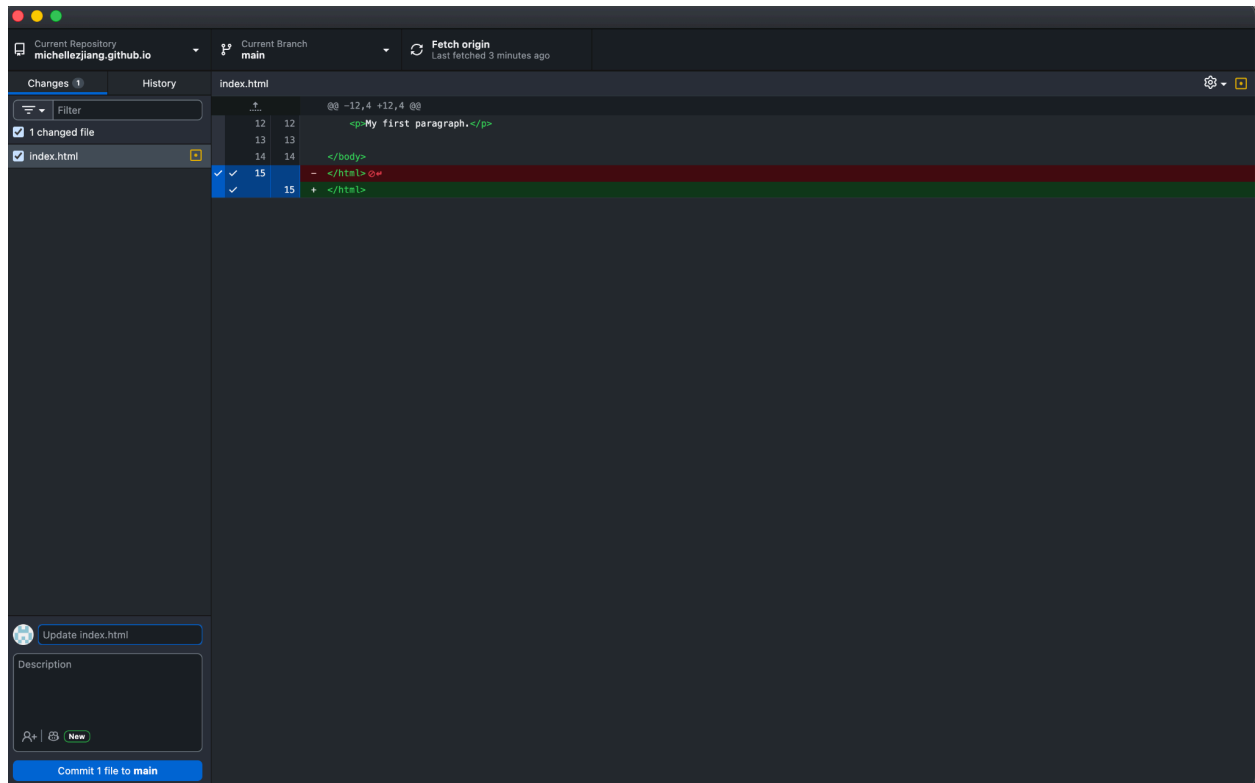 Current Repository
michellezjiang.github.io
Current Branch
main
Fetch origin
Last fetched 3 minutes ago
Changes 1
History
index.html
Filter
1 changed file
index.html
@@ -12,4 +12,4 @@
12 12 <p>My first paragraph.</p>
13 13
14 14 </body>
15 - </html>
15 + </html>
Update index.html
Description
New
Commit 1 file to main